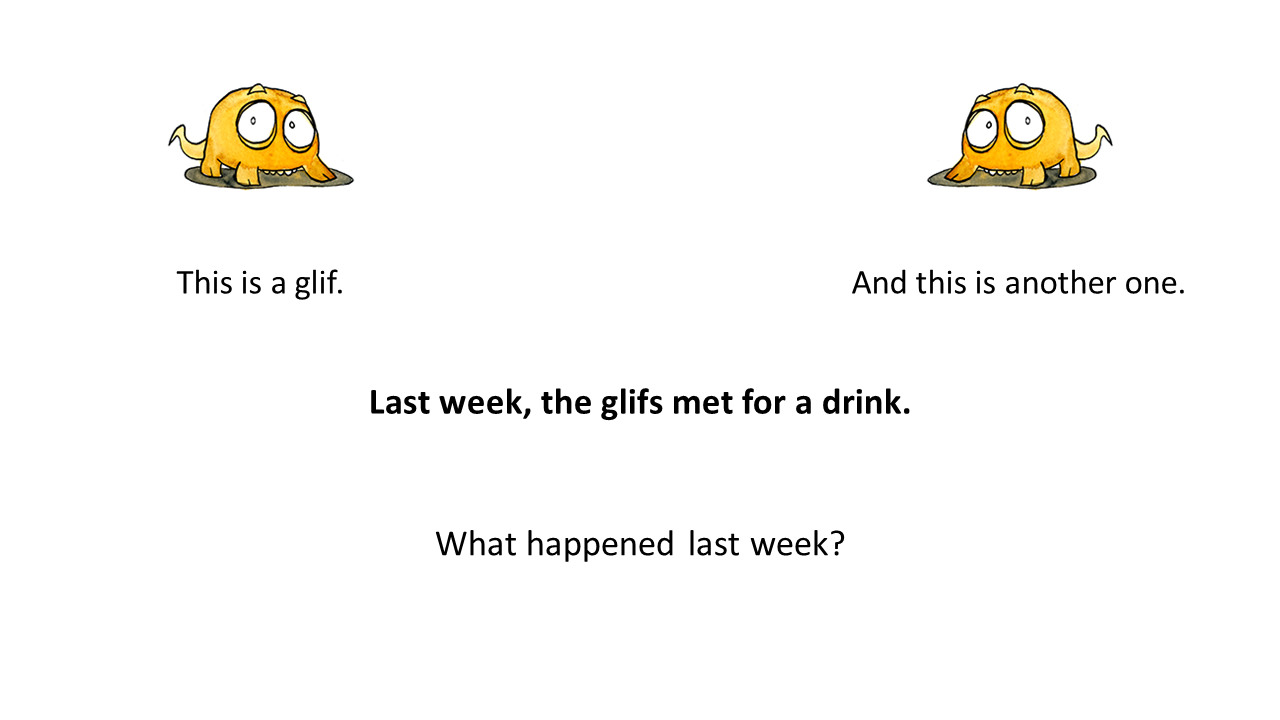 This is a glif.
And this is another one.
Last week, the glifs met for a drink.
What happened last week?